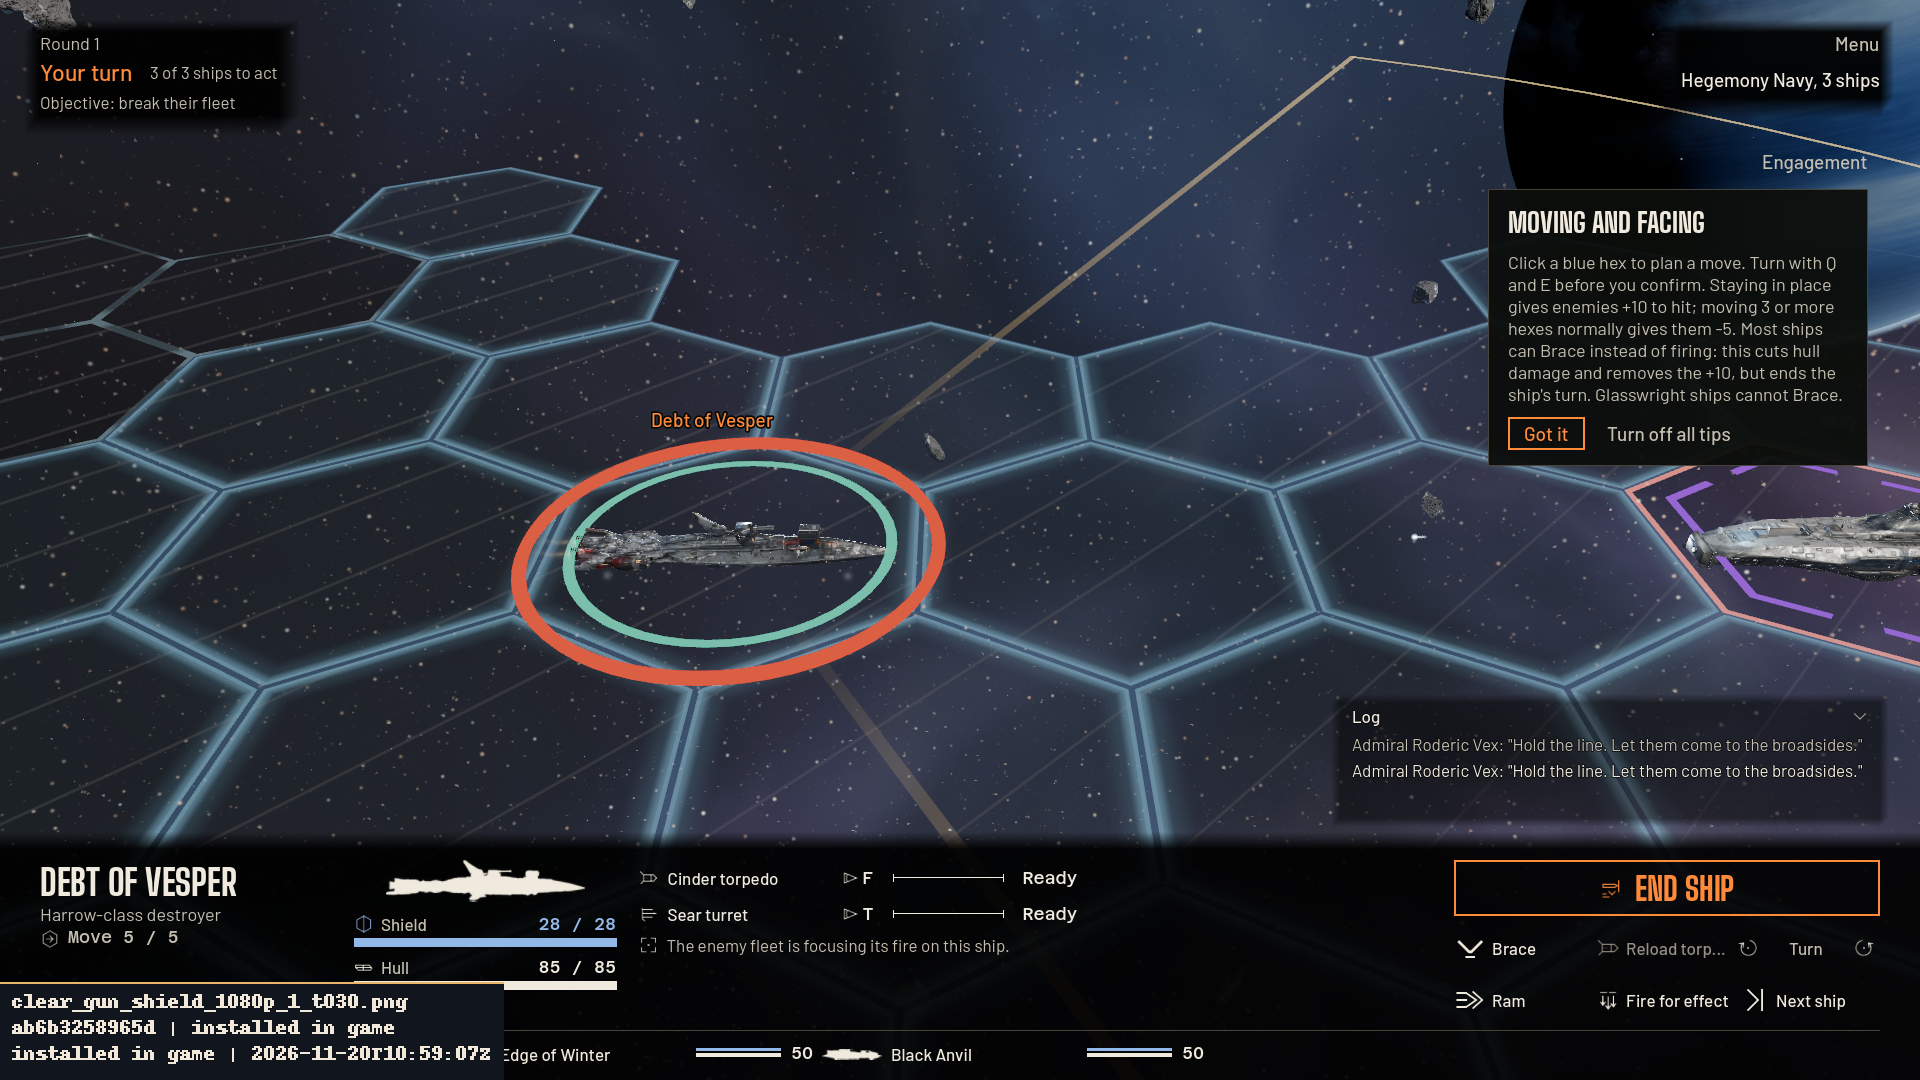 Round 1
Your turn 3 of 3 ships to act
Objective: break their fleet
Menu
Hegemony Navy, 3 ships
Engagement
MOVING AND FACING
Click a blue hex to plan a move. Turn with Q
and E before you confirm. Staying in place
gives enemies +10 to hit; moving 3 or more
hexes normally gives them -5. Most ships
can Brace instead of firing: this cuts hull
damage and removes the +10, but ends the
ship's turn. Glasswright ships cannot Brace.
Got it Turn off all tips
Debt of Vesper
Log
Admiral Roderic Vex: "Hold the line. Let them come to the broadsides."
Admiral Roderic Vex: "Hold the line. Let them come to the broadsides."
DEBT OF VESPER
Harrow-class destroyer
Move 5 / 5
Shield 28 / 28
Hull 85 / 85
Cinder torpedo F Ready
Sear turret T Ready
The enemy fleet is focusing its fire on this ship.
END SHIP
Brace Reload torp... Turn
Ram Fire for effect Next ship
clear_gun_shield_1080p_1_t030.png
ab6b3258965d | installed in game
installed in game | 2026-11-20T10:59:07Z
Edge of Winter 50 Black Anvil 50